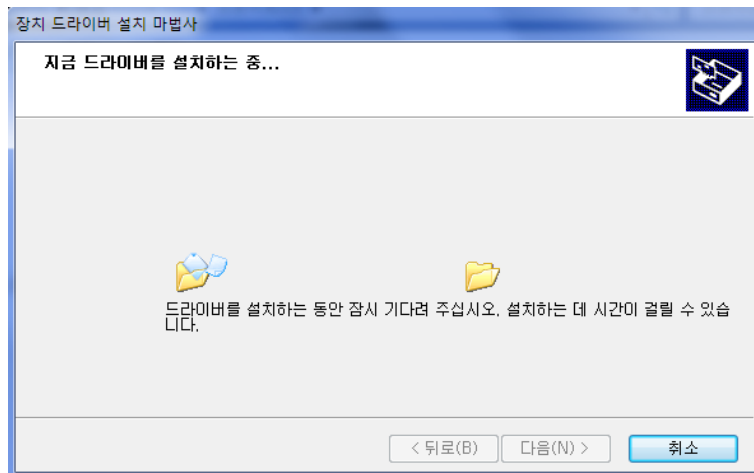 장치 드라이버 설치 마법사
지금 드라이버를 설치하는 중...
드라이버를 설치하는 동안 잠시 기다려 주십시오. 설치하는 데 시간이 걸릴 수 있습
니다.
< 뒤로(B)
다음(N) >
취소